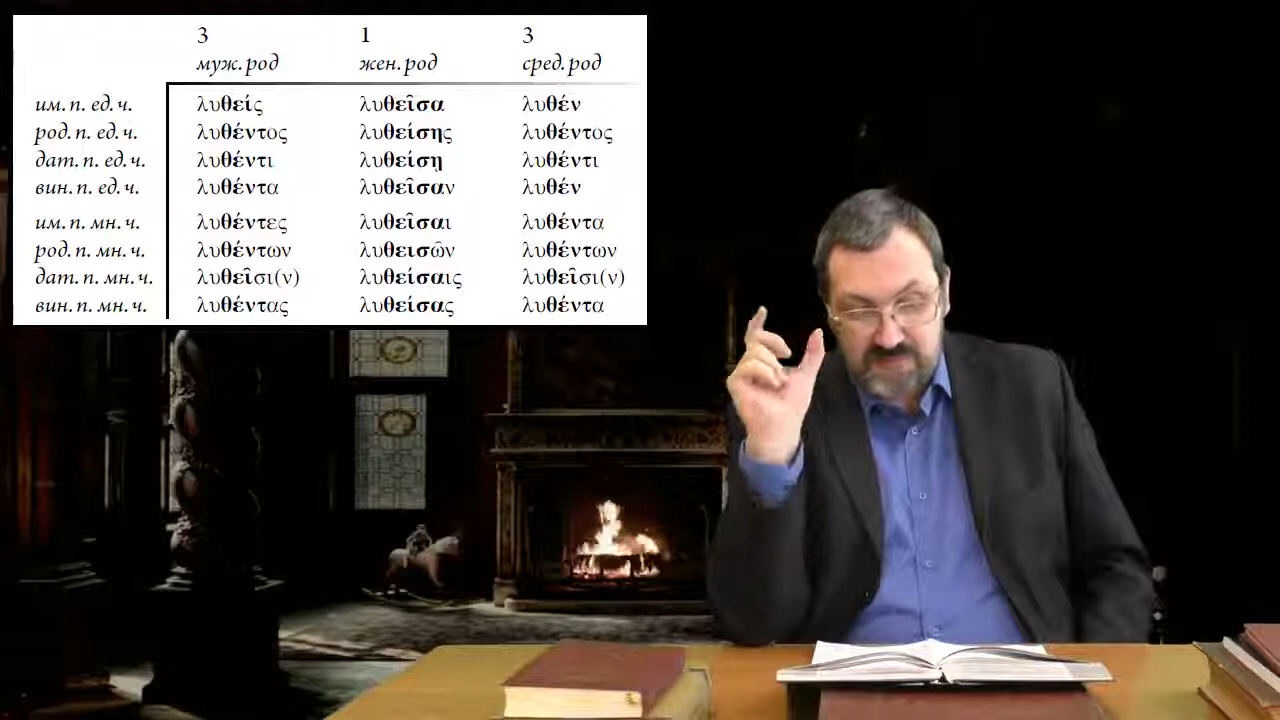 3 1 3
муж. род жен. род сред. род
им. п. ед. ч. λυθείς λυθεῖσα λυθέν
род. п. ед. ч. λυθέντος λυθείσης λυθέντος
дат. п. ед. ч. λυθέντι λυθείσῃ λυθέντι
вин. п. ед. ч. λυθέντα λυθεῖσαν λυθέν
им. п. мн. ч. λυθέντες λυθεῖσαι λυθέντα
род. п. мн. ч. λυθέντων λυθεισῶν λυθέντων
дат. п. мн. ч. λυθεῖσι(ν) λυθείσαις λυθεῖσι(ν)
вин. п. мн. ч. λυθέντας λυθείσας λυθέντα